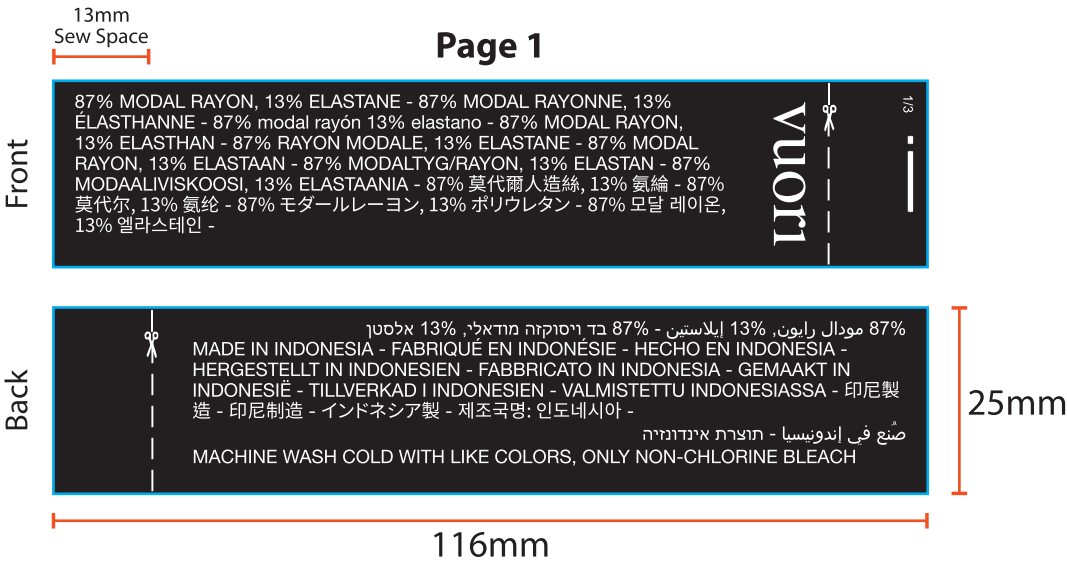 13mm
Sew Space
Page 1
Front
87% MODAL RAYON, 13% ELASTANE - 87% MODAL RAYONNE, 13%
ÉLASTHANNE - 87% modal rayón 13% elastano - 87% MODAL RAYON,
13% ELASTHAN - 87% RAYON MODALE, 13% ELASTANE - 87% MODAL
RAYON, 13% ELASTAAN - 87% MODALTYG/RAYON, 13% ELASTAN - 87%
MODAALIVISKOOSI, 13% ELASTAANIA - 87% 莫代爾人造絲, 13% 氨綸 - 87%
莫代尔, 13% 氨纶 - 87% モダールレーヨン, 13% ポリウレタン - 87% 모달 레이온,
13% 엘라스테인 -
vuori
1/3
Back
87% مودال رايون, 13% إيلاستين - 87% בד ויסוקזה מודאלי, 13% אלסטן
MADE IN INDONESIA - FABRIQUÉ EN INDONÉSIE - HECHO EN INDONESIA -
HERGESTELLT IN INDONESIEN - FABBRICATO IN INDONESIA - GEMAAKT IN
INDONESIË - TILLVERKAD I INDONESIEN - VALMISTETTU INDONESIASSA - 印尼製
造 - 印尼制造 - インドネシア製 - 제조국명: 인도네시아 -
صُنع في إندونيسيا - תוצרת אינדונזיה
MACHINE WASH COLD WITH LIKE COLORS, ONLY NON-CHLORINE BLEACH
25mm
116mm